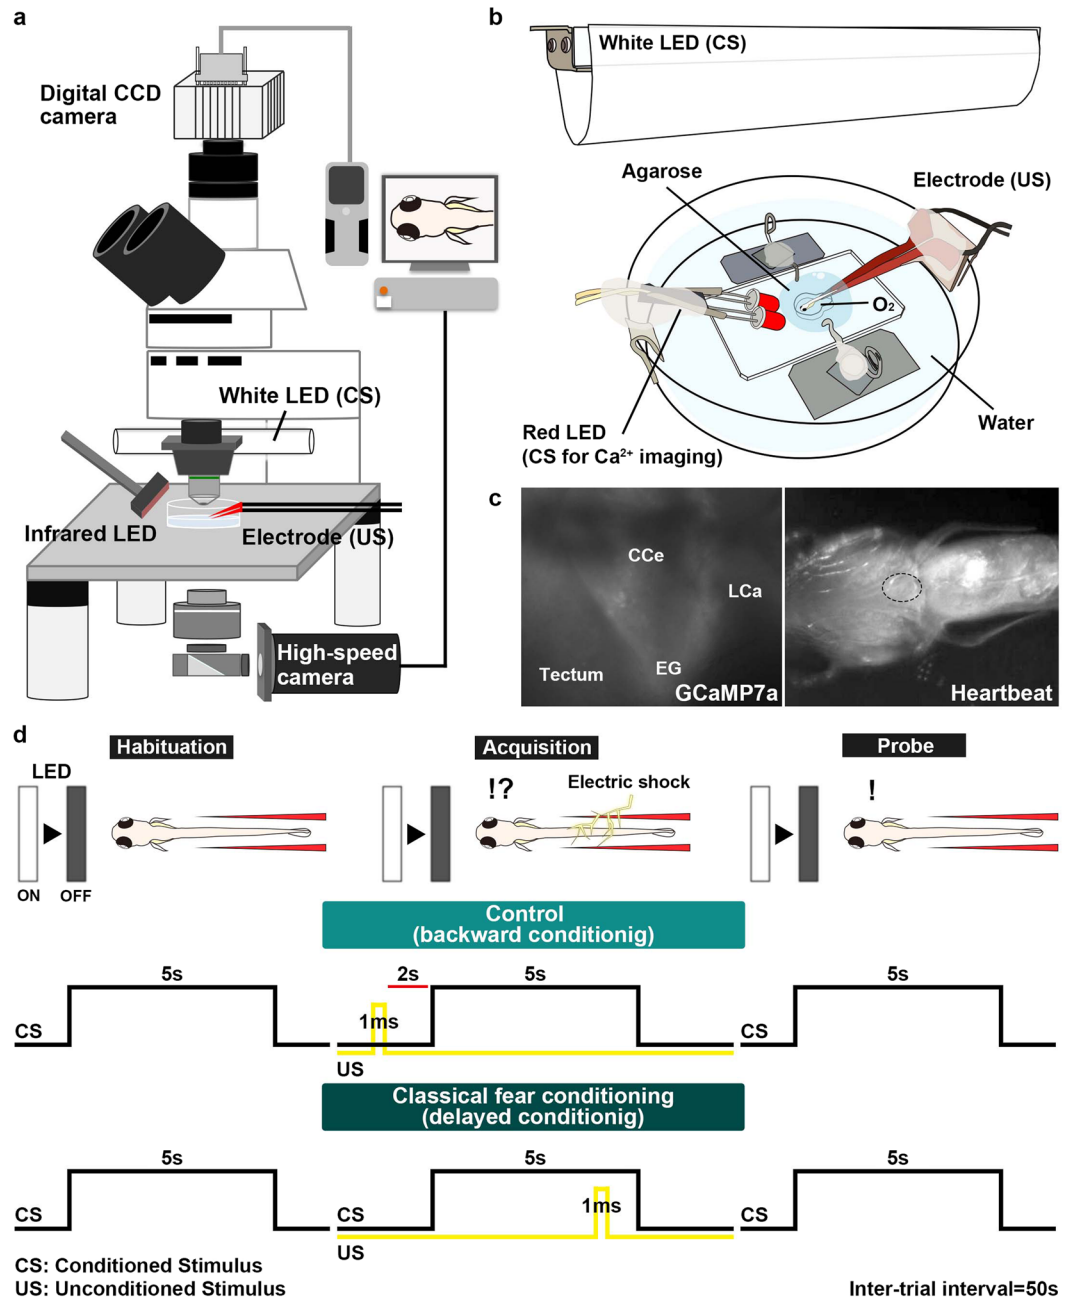 a
Digital CCD
camera
White LED (CS)
Infrared LED
Electrode (US)
High-speed
camera
b
White LED (CS)
Agarose
Electrode (US)
O₂
Red LED
(CS for Ca²⁺ imaging)
Water
c
CCe
LCa
Tectum
EG
GCaMP7a
Heartbeat
d
Habituation
Acquisition
Probe
LED
ON
OFF
!?
Electric shock
!
Control
(backward conditionig)
5s
2s
5s
5s
CS
1ms
US
CS
Classical fear conditioning
(delayed conditionig)
5s
5s
5s
CS
CS
1ms
US
CS
CS: Conditioned Stimulus
US: Unconditioned Stimulus
Inter-trial interval=50s